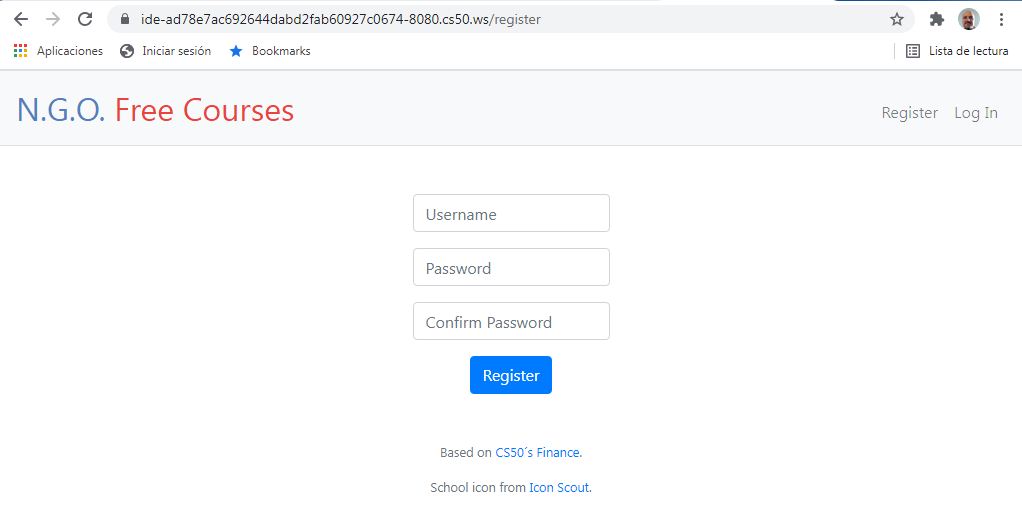 ide-ad78e7ac692644dabd2fab60927c0674-8080.cs50.ws/register
Aplicaciones Iniciar sesión Bookmarks Lista de lectura
N.G.O. Free Courses Register Log In
Username
Password
Confirm Password
Register
Based on CS50´s Finance.
School icon from Icon Scout.